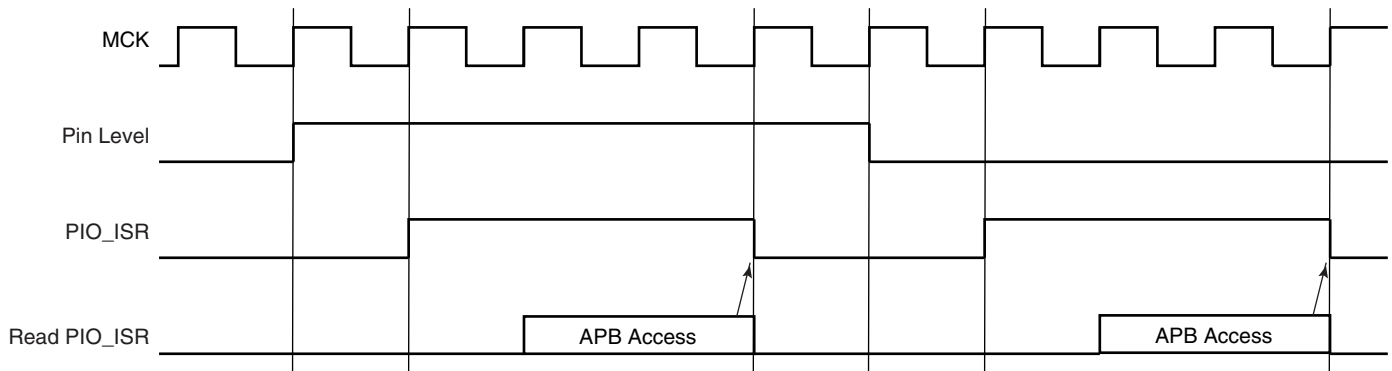 MCK
Pin Level
PIO_ISR
Read PIO_ISR
APB Access
APB Access